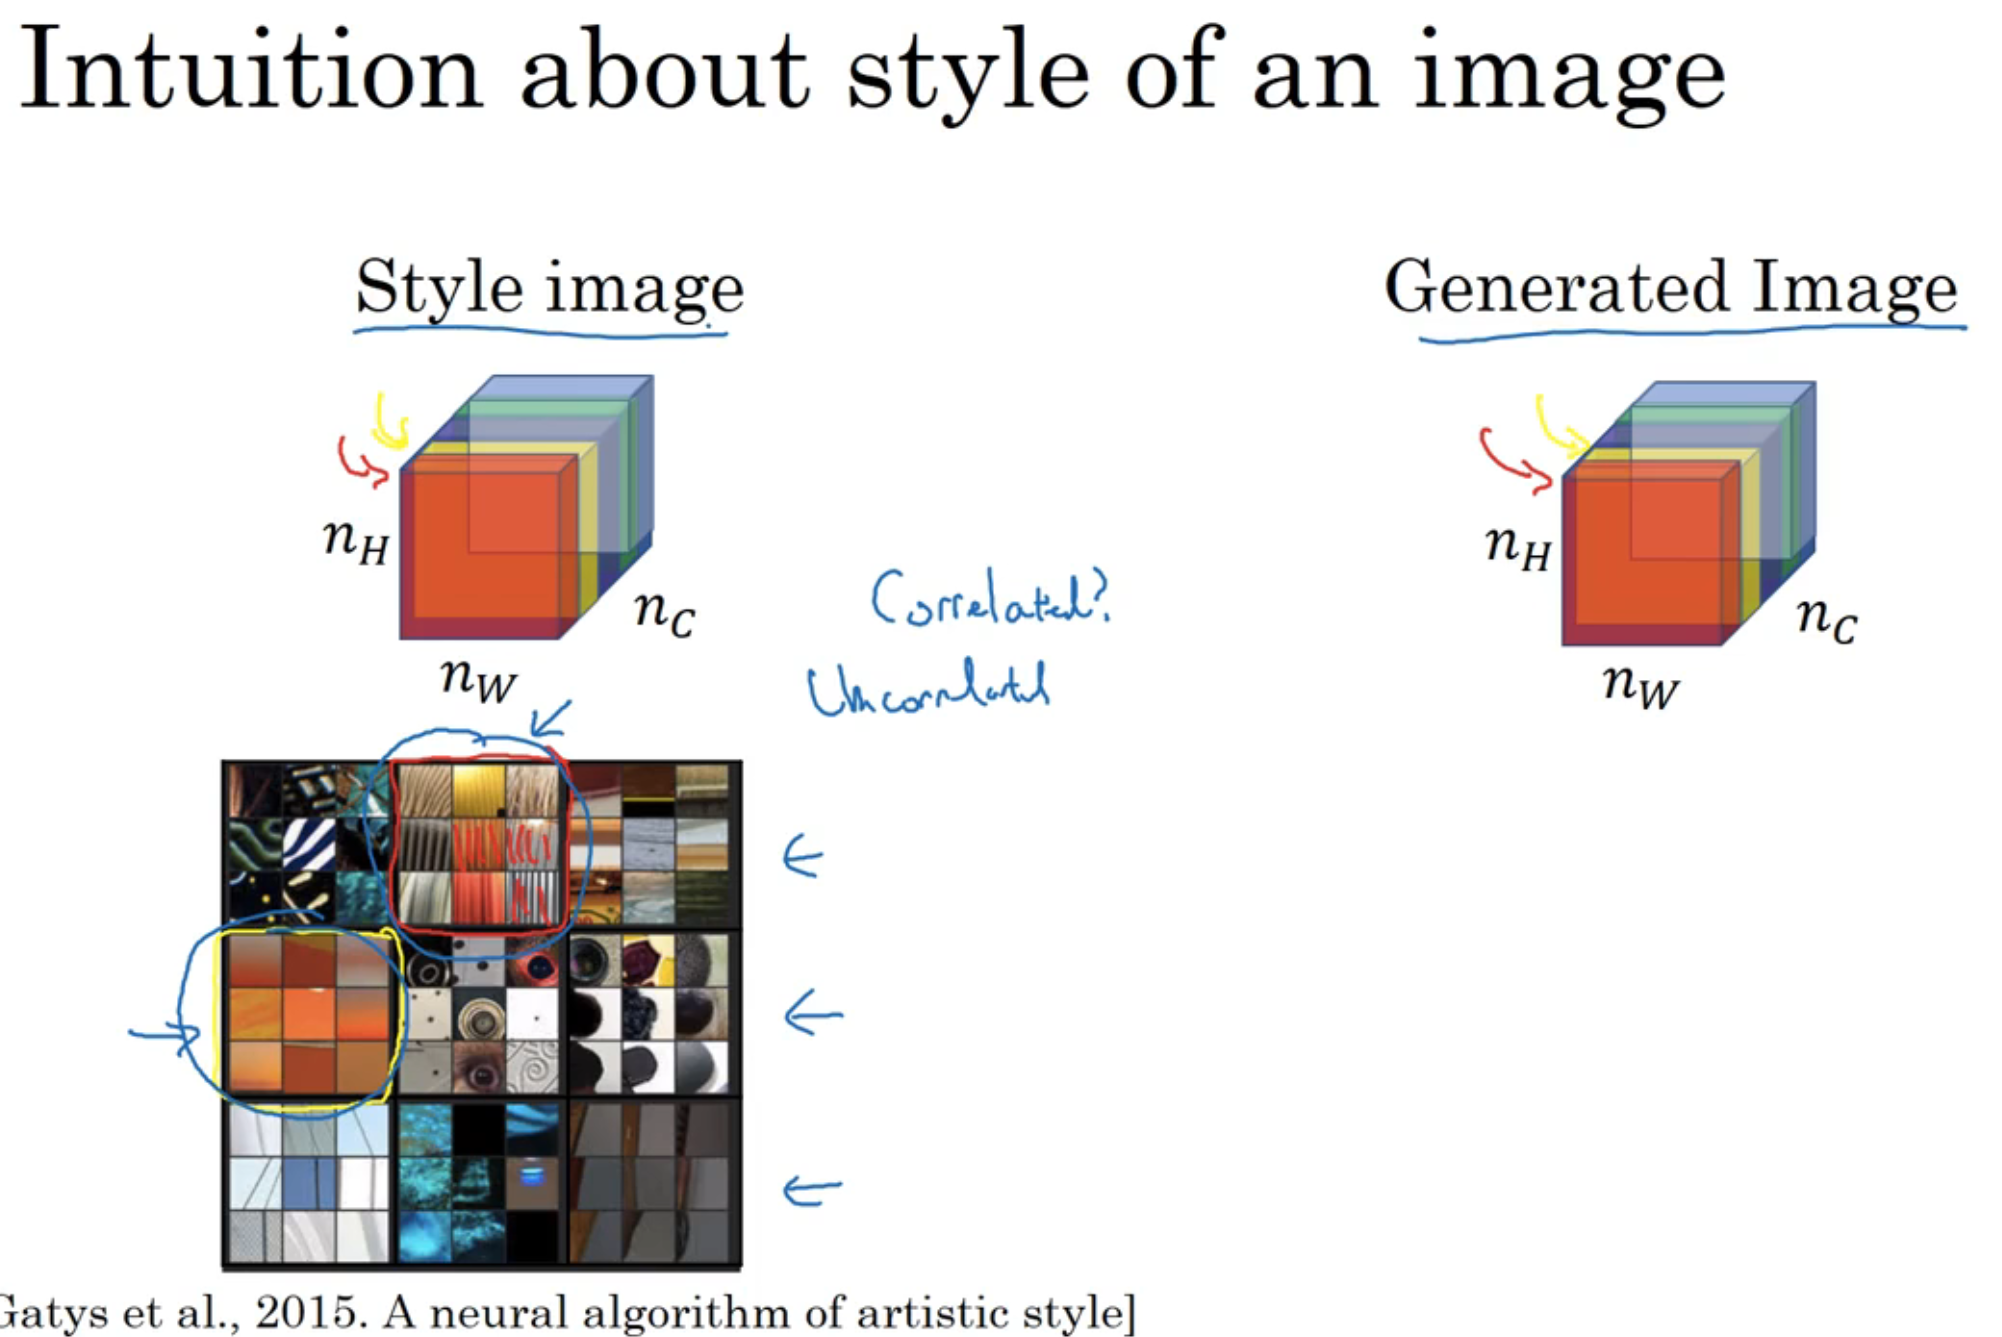 Intuition about style of an image
Style image
Generated Image
n_H
n_C
n_W
n_H
n_C
n_W
Correlated?
Uncorrelated
Gatys et al., 2015. A neural algorithm of artistic style]